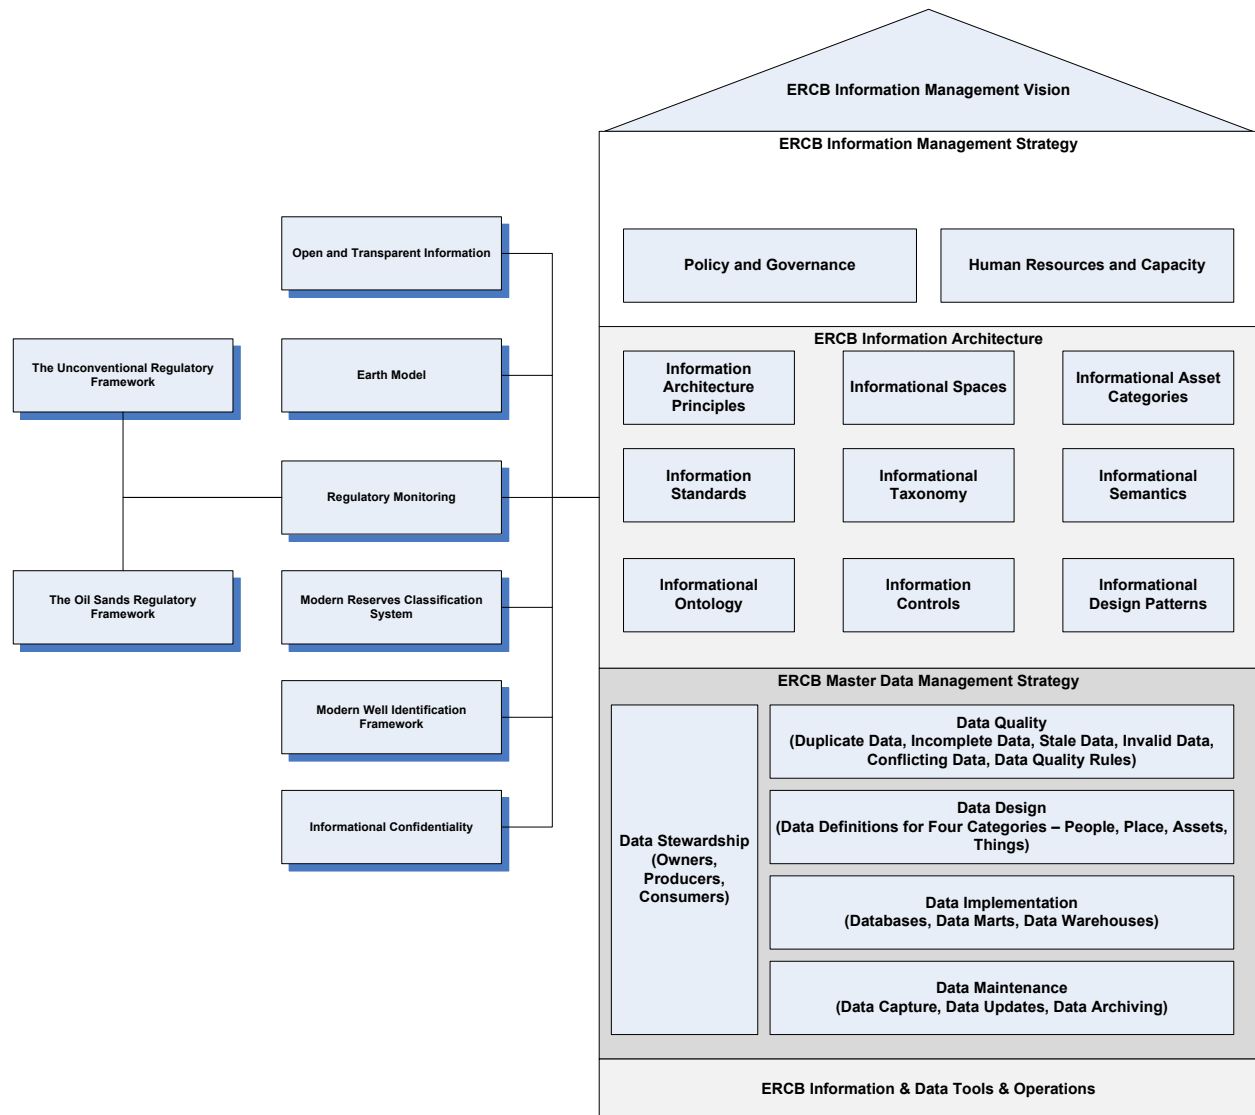 ERCB Information Management Vision
ERCB Information Management Strategy
Policy and Governance
Human Resources and Capacity
Open and Transparent Information
The Unconventional Regulatory
Framework
Earth Model
Regulatory Monitoring
The Oil Sands Regulatory
Framework
Modern Reserves Classification
System
Modern Well Identification
Framework
Informational Confidentiality
ERCB Information Architecture
Information
Architecture
Principles
Informational Spaces
Informational Asset
Categories
Information
Standards
Informational
Taxonomy
Informational
Semantics
Informational
Ontology
Information
Controls
Informational
Design Patterns
ERCB Master Data Management Strategy
Data Stewardship
(Owners,
Producers,
Consumers)
Data Quality
(Duplicate Data, Incomplete Data, Stale Data, Invalid Data,
Conflicting Data, Data Quality Rules)
Data Design
(Data Definitions for Four Categories – People, Place, Assets,
Things)
Data Implementation
(Databases, Data Marts, Data Warehouses)
Data Maintenance
(Data Capture, Data Updates, Data Archiving)
ERCB Information & Data Tools & Operations